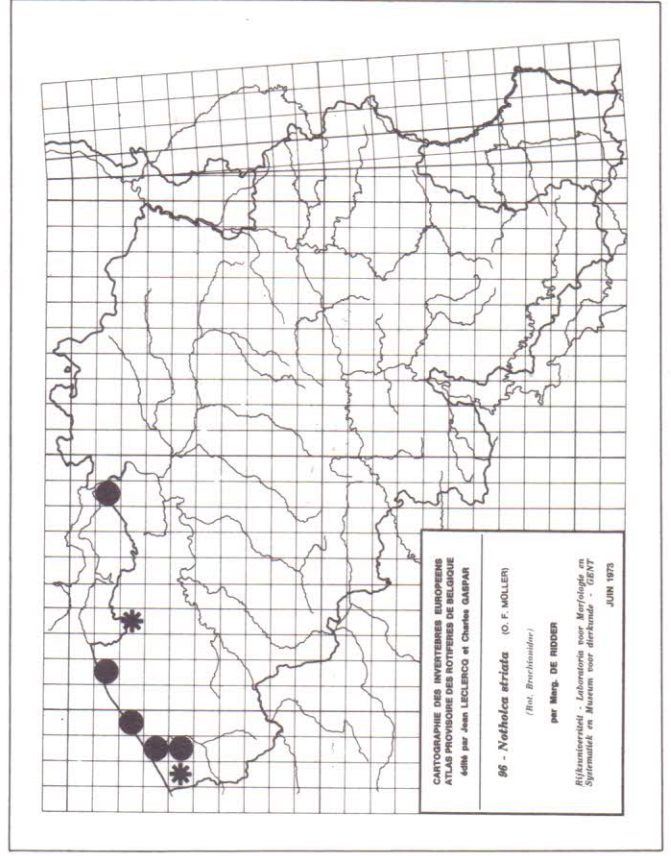 CARTOGRAPHIE DES INVERTEBRES EUROPEENS
ATLAS PROVISOIRE DES ROTIFERES DE BELGIQUE
édité par Jean LECLERCQ et Charles GASPAR
96 - Notholca striata (O. F. MÜLLER)
(Rot. Brachionidae)
par Marg. DE RIDDER
Rijksuniversiteit - Laboratoria voor Morfologie en
Systematiek en Museum voor dierkunde - GENT
JUIN 1973